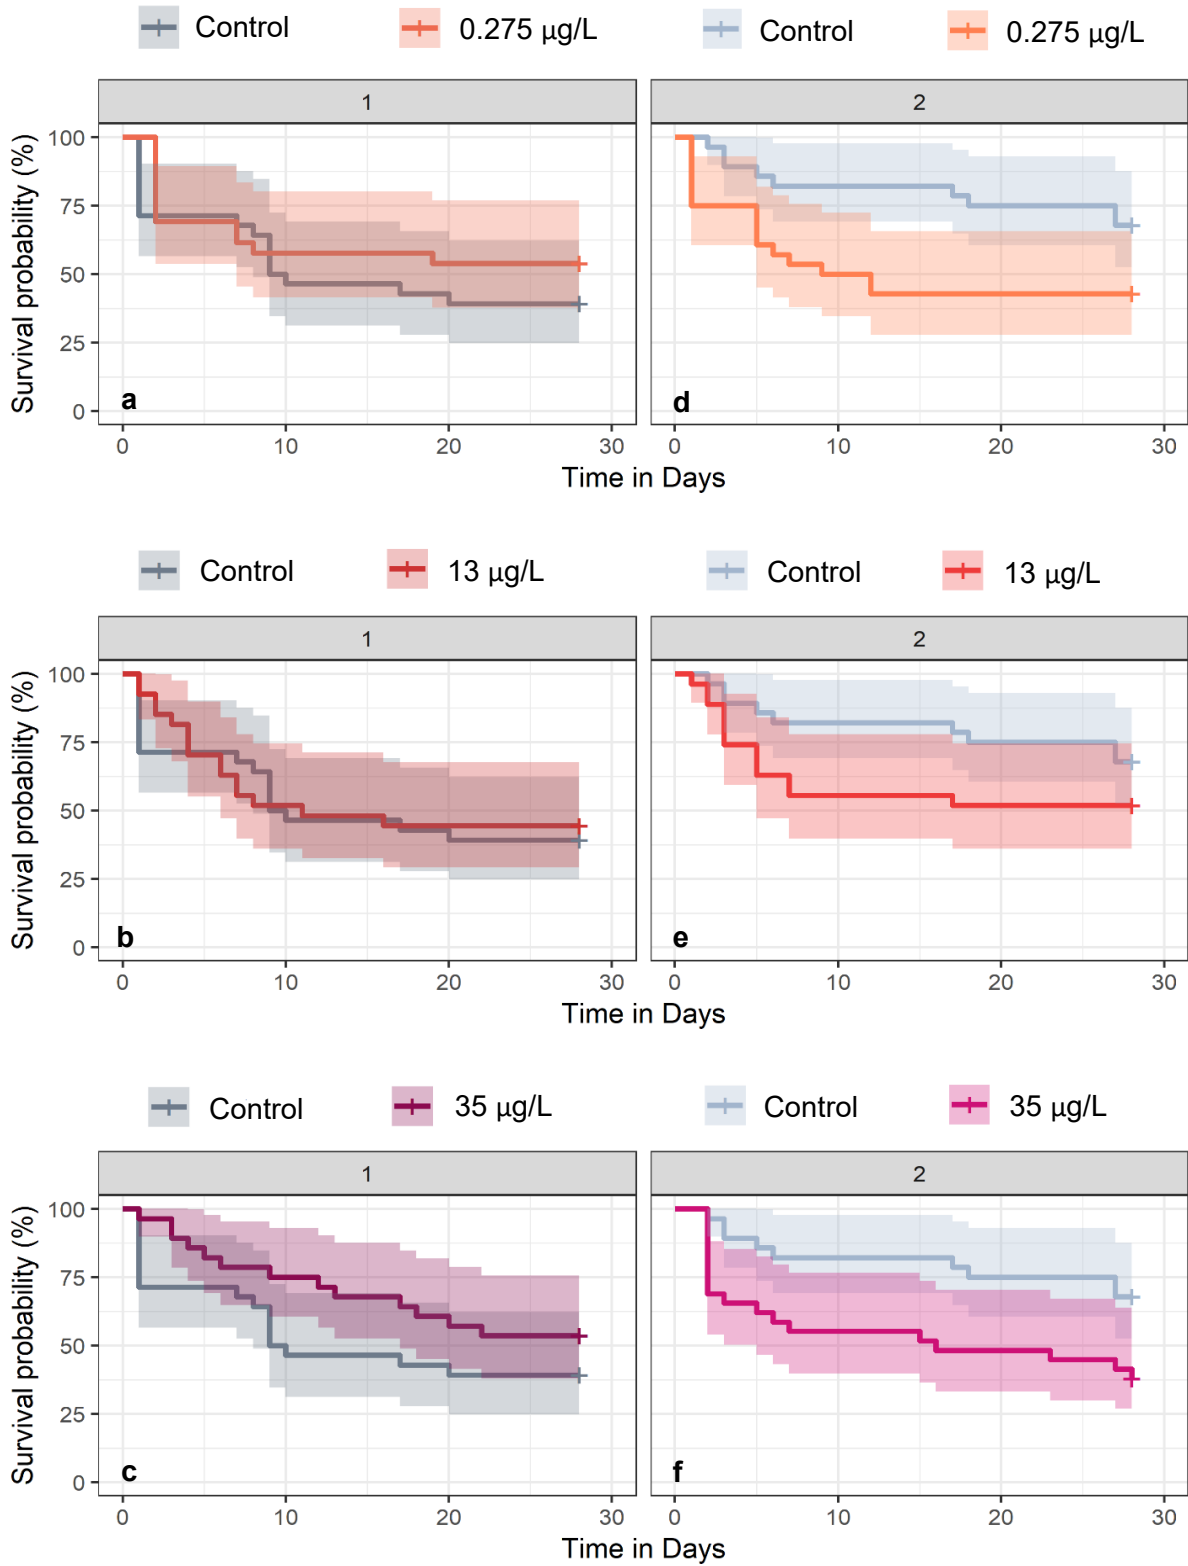 Control 0.275 µg/L Control 0.275 µg/L
1 2
Survival probability (%)
100
75
50
25
0
a d
0 10 20 30 0 10 20 30
Time in Days
Control 13 µg/L Control 13 µg/L
1 2
Survival probability (%)
100
75
50
25
0
b e
0 10 20 30 0 10 20 30
Time in Days
Control 35 µg/L Control 35 µg/L
1 2
Survival probability (%)
100
75
50
25
0
c f
0 10 20 30 0 10 20 30
Time in Days